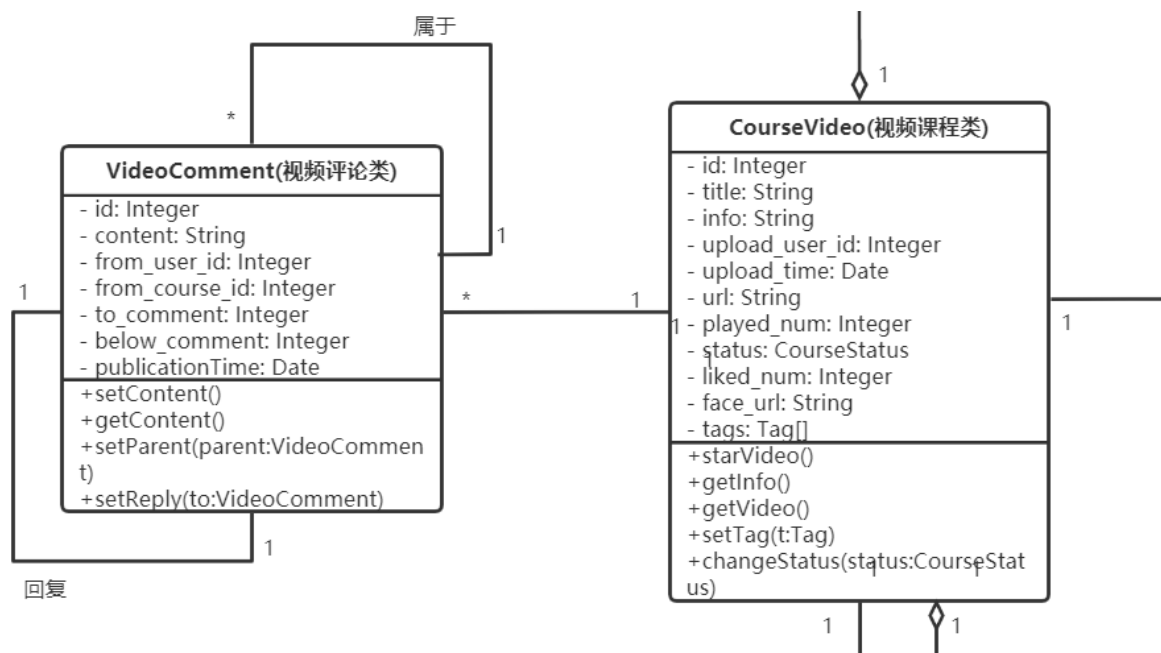 属于
1
*
CourseVideo(视频课程类)
VideoComment(视频评论类)
- id: Integer
- content: String
- from_user_id: Integer
- from_course_id: Integer
- to_comment: Integer
- below_comment: Integer
- publicationTime: Date
+setContent()
+getContent()
+setParent(parent:VideoCommen
t)
+setReply(to:VideoComment)
1
1
1
回复
*
1
- id: Integer
- title: String
- info: String
- upload_user_id: Integer
- upload_time: Date
- url: String
- played_num: Integer
- status: CourseStatus
- liked_num: Integer
- face_url: String
- tags: Tag[]
+starVideo()
+getInfo()
+getVideo()
+setTag(t:Tag)
+changeStatus(status:CourseStat
us)
1
1
1
1
1
1
1